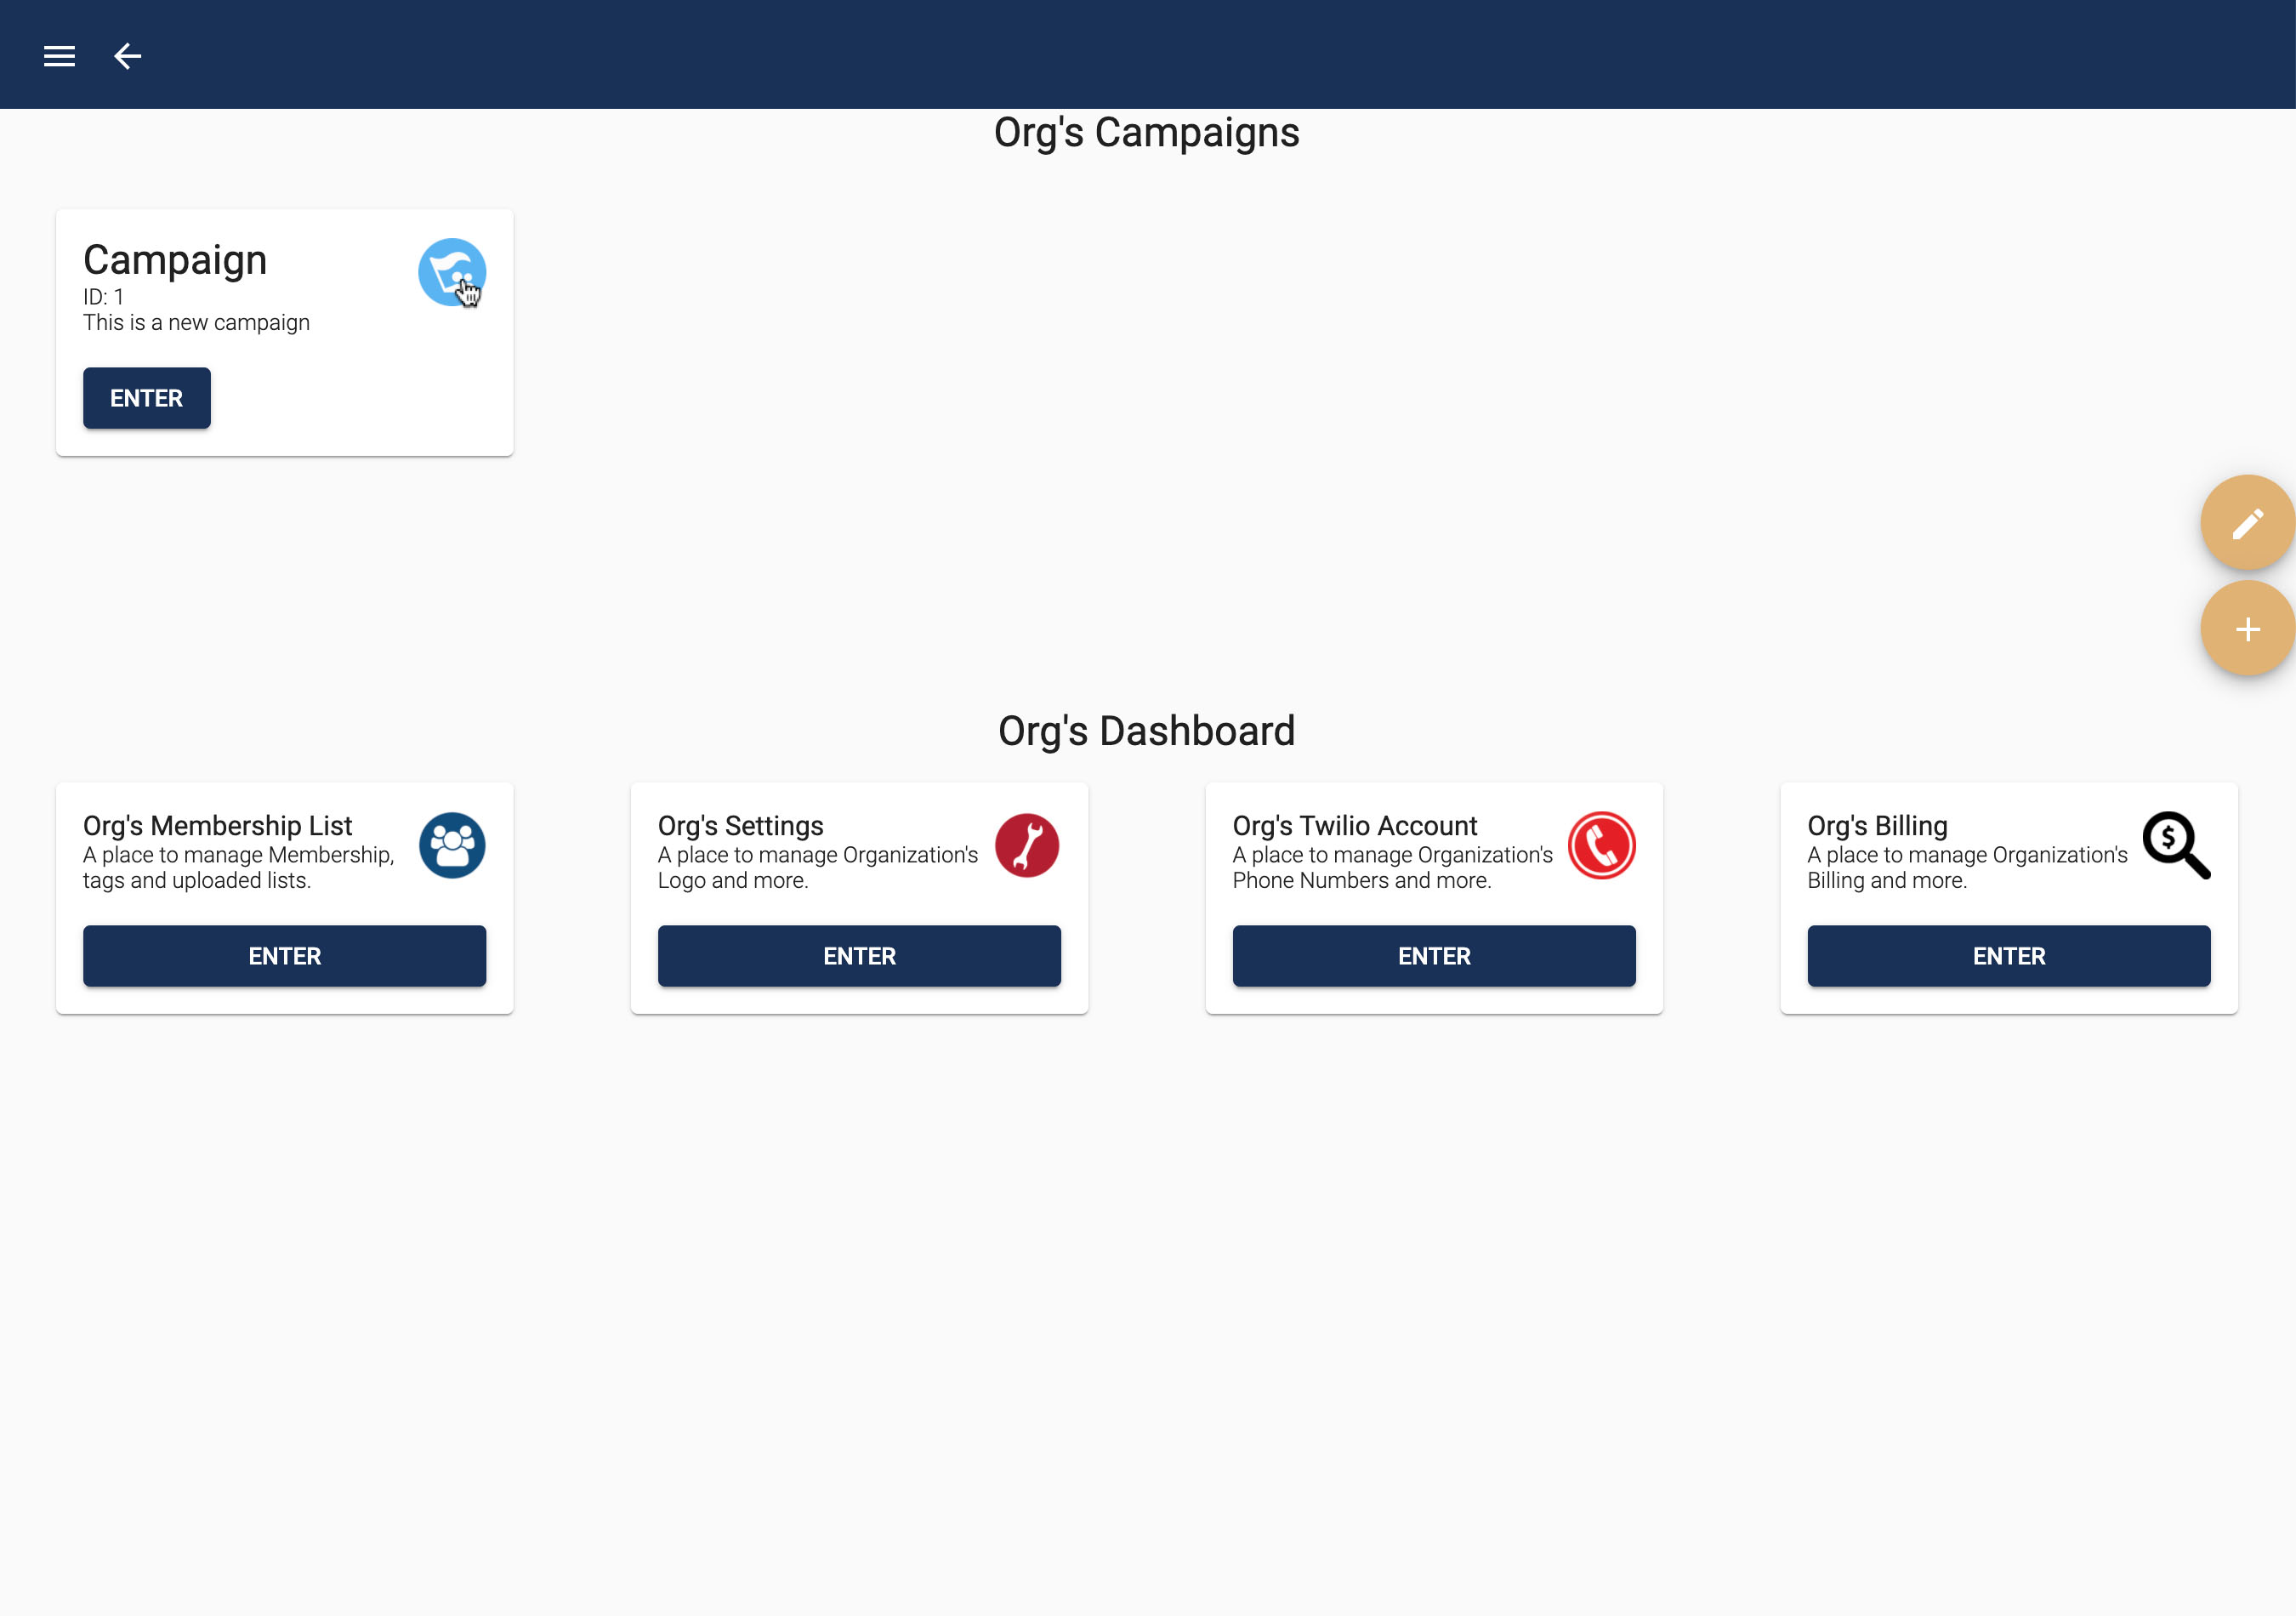 Org's Campaigns
Campaign
ID: 1
This is a new campaign
ENTER
Org's Dashboard
Org's Membership List
A place to manage Membership,
tags and uploaded lists.
ENTER
Org's Settings
A place to manage Organization's
Logo and more.
ENTER
Org's Twilio Account
A place to manage Organization's
Phone Numbers and more.
ENTER
Org's Billing
A place to manage Organization's
Billing and more.
ENTER